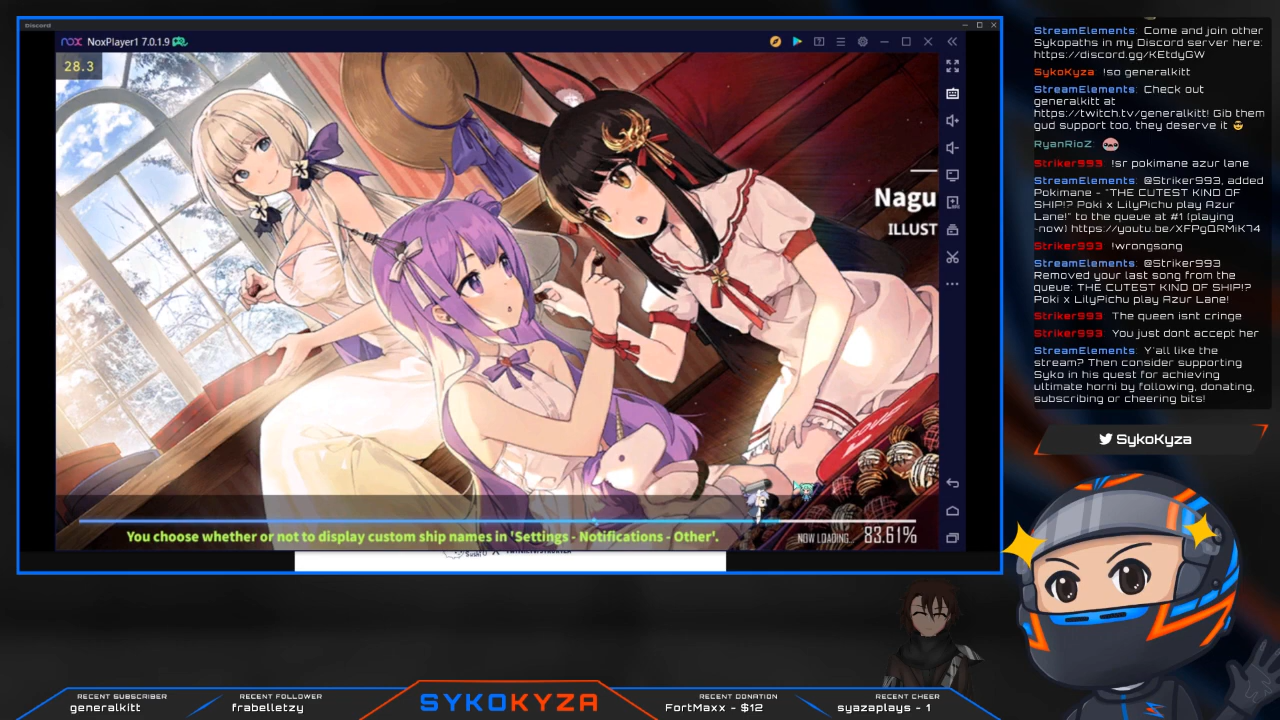 Discord
nox NoxPlayer1 7.0.1.9
28.3
Nagu
ILLUST
LOVE
You choose whether or not to display custom ship names in 'Settings - Notifications - Other'.
NOW LOADING...
83.61%
StreamElements: Come and join other
Sykopaths in my Discord server here:
https://discord.gg/KEtdyGW
SykoKyza !so generalkitt
StreamElements: Check out
generalkitt at
https://twitch.tv/generalkitt! Gib them
gud support too, they deserve it
RyanRioZ:
Striker993 !sr pokimane azur lane
StreamElements: @Striker993, added
Pokimane - "THE CUTEST KIND OF
SHIP!? Poki x LilyPichu play Azur
Lane!" to the queue at #1 (playing
~now) https://youtu.be/XFPgQRMiK74
Striker993 !wrongsong
StreamElements: @Striker993
Removed your last song from the
queue: THE CUTEST KIND OF SHIP!?
Poki x LilyPichu play Azur Lane!
Striker993 The queen isnt cringe
Striker993 You just dont accept her
StreamElements: Y'all like the
stream? Then consider supporting
Syko in his quest for achieving
ultimate horni by following, donating,
subscribing or cheering bits!
SykoKyza
RECENT SUBSCRIBER
generalkitt
RECENT FOLLOWER
frabelletzy
SYKOKYZA
RECENT DONATION
FortMaxx - $12
RECENT CHEER
syazaplays - 1